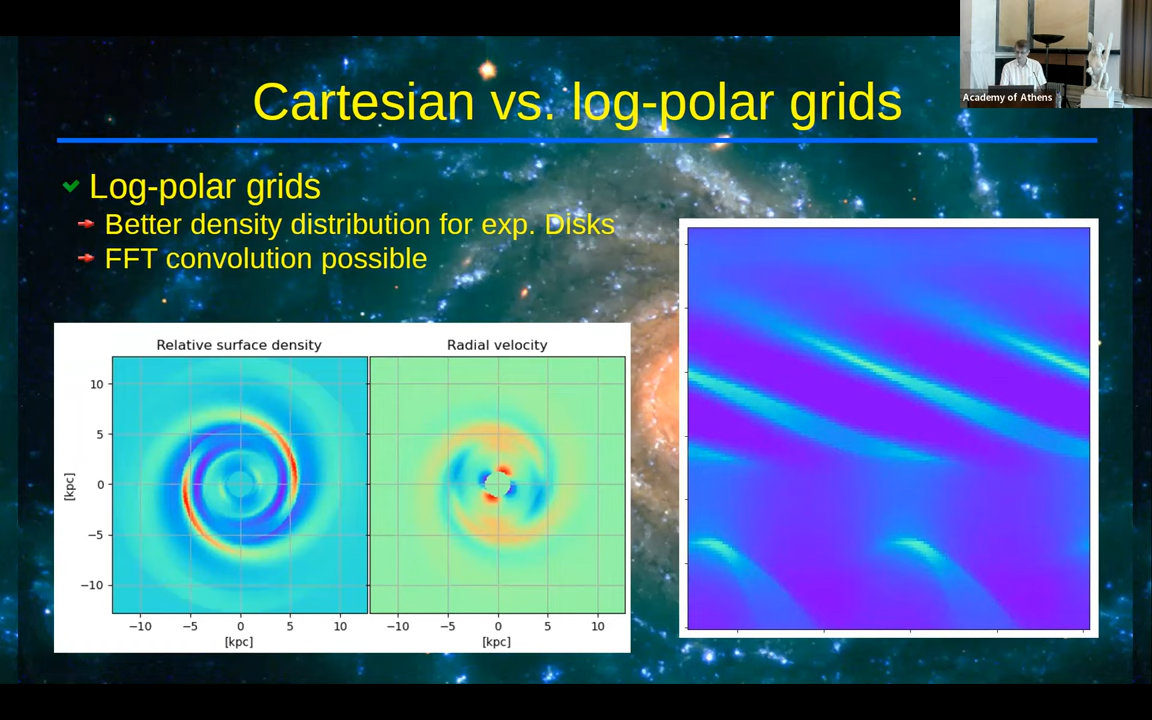 Cartesian vs. log-polar grids
Academy of Athens
Log-polar grids
Better density distribution for exp. Disks
FFT convolution possible
Relative surface density
Radial velocity
10
5
0
−5
−10
[kpc]
−10 −5 0 5 10
[kpc]
−10 −5 0 5 10
[kpc]